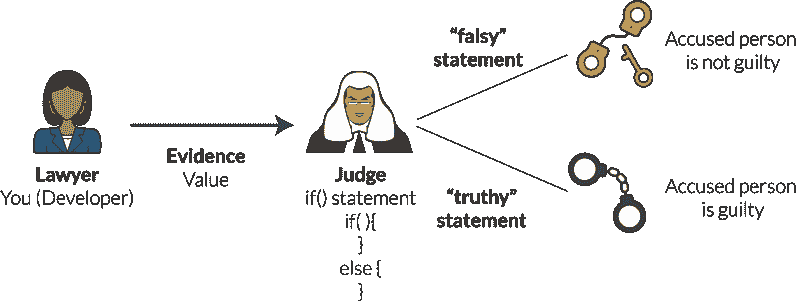 Lawyer
You (Developer)
Evidence
Value
Judge
if() statement
if( ){
}
else {
}
“falsy”
statement
“truthy”
statement
Accused person
is not guilty
Accused person
is guilty